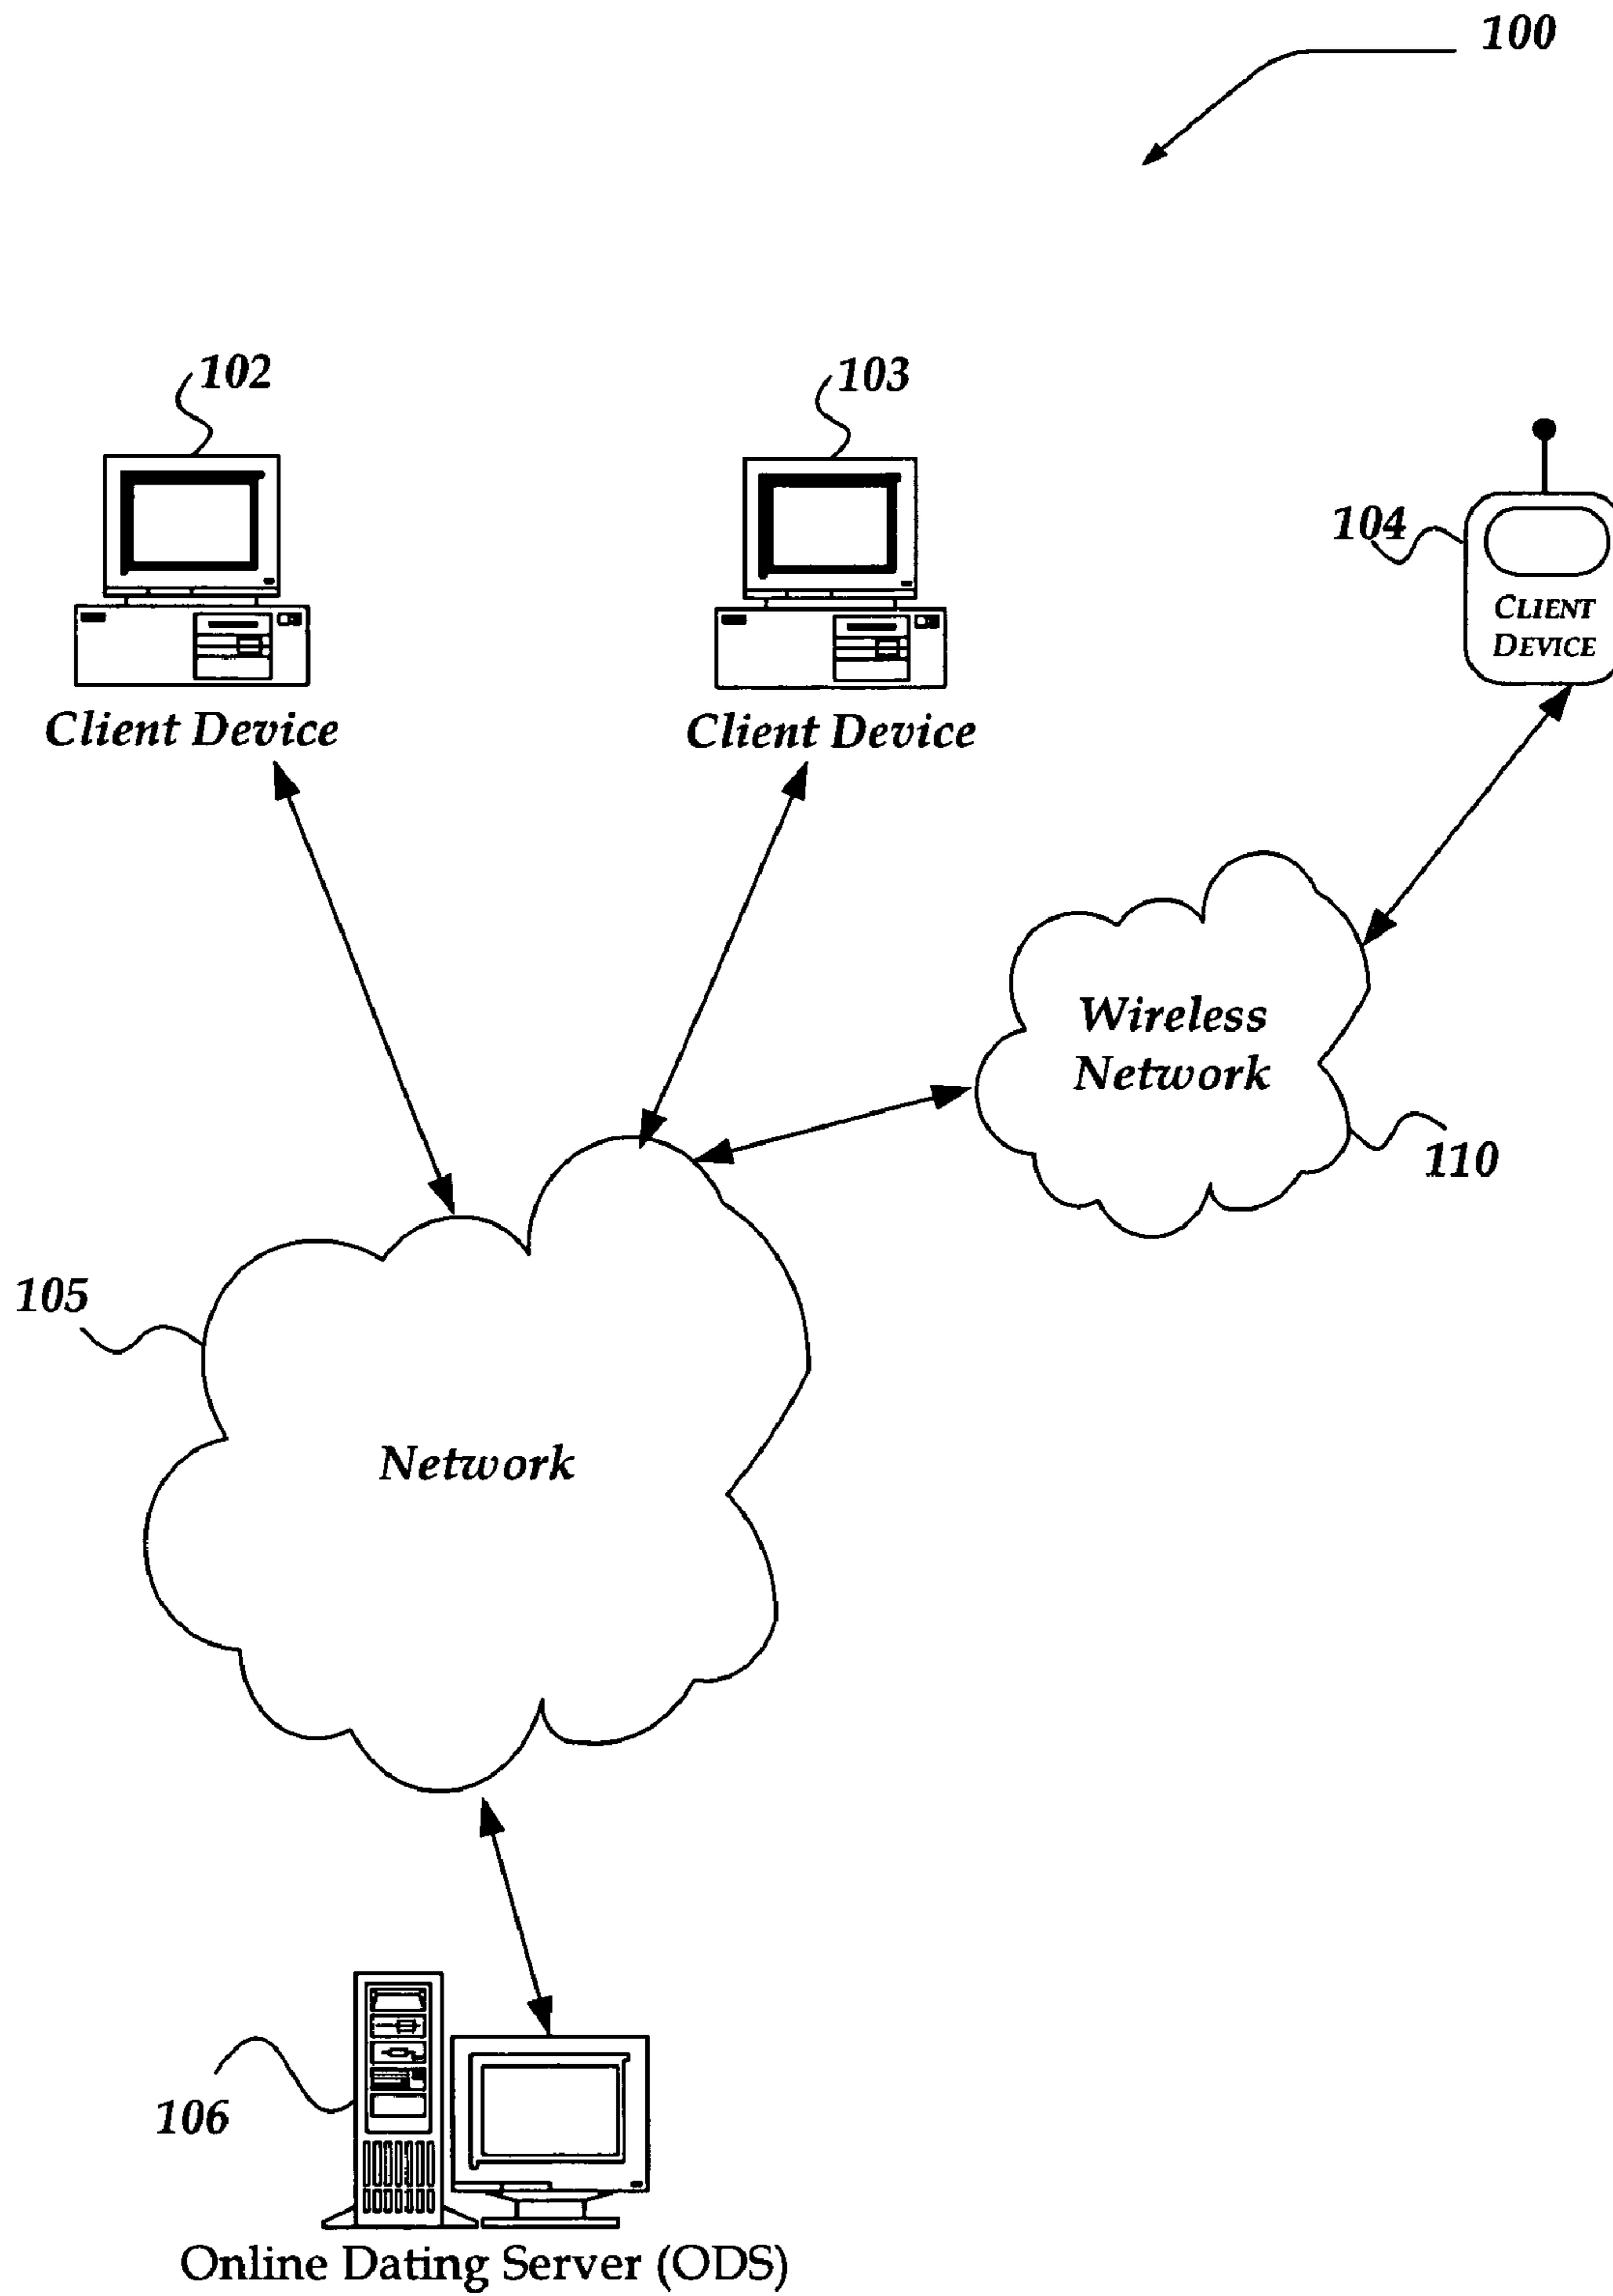 100
102
103
104
CLIENT
DEVICE
Client Device
Client Device
Wireless
Network
110
105
Network
106
Online Dating Server (ODS)